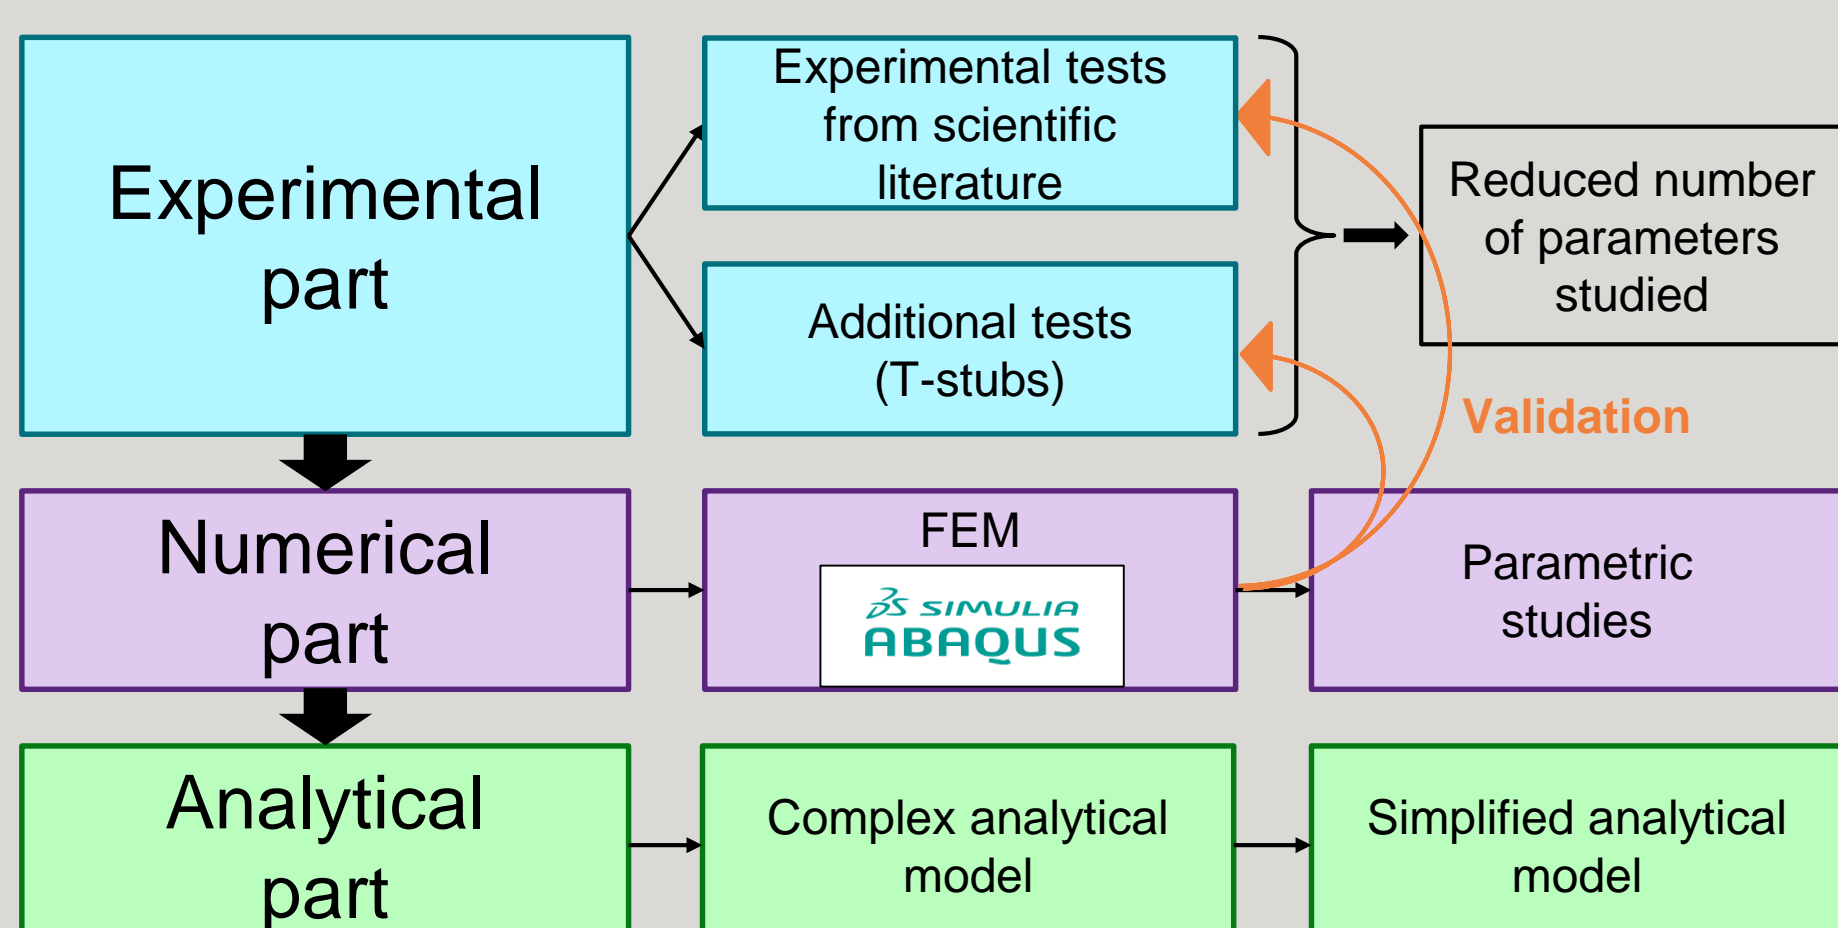 Experimental
part
Experimental tests
from scientific
literature
Additional tests
(T-stubs)
Reduced number
of parameters
studied
Validation
Numerical
part
FEM
SIMULIA
ABAQUS
Parametric
studies
Analytical
part
Complex analytical
model
Simplified analytical
model